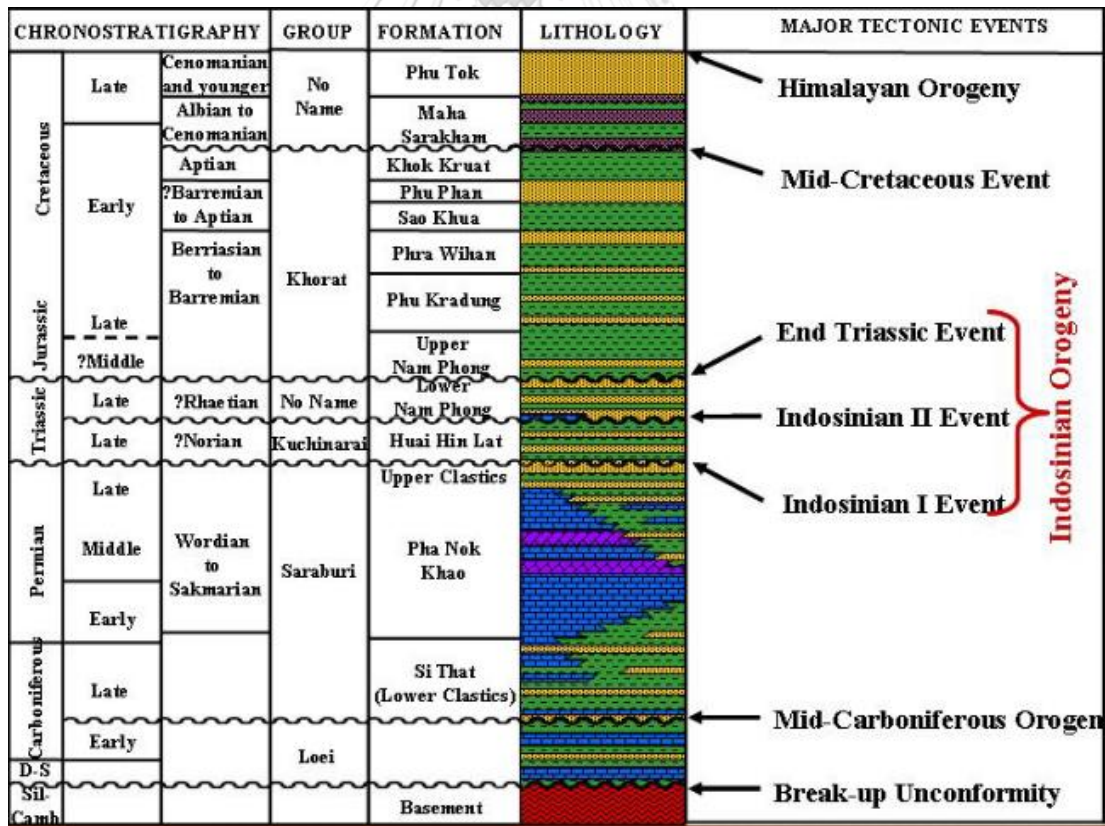 CHRONOSTRATIGRAPHY
GROUP
FORMATION
LITHOLOGY
MAJOR TECTONIC EVENTS
Cretaceous
Jurassic
Triassic
Permian
Carboniferous
D-S
Sil-
Camb
Late
Early
Late
?Middle
Late
Late
Late
Middle
Early
Late
Early
Cenomanian
and younger
Albian to
Cenomanian
Aptian
?Barremian
to Aptian
Berriasian
to
Barremian
?Rhaetian
?Norian
Wordian
to
Sakmarian
No
Name
Khorat
No Name
Kuchinarai
Saraburi
Loei
Phu Tok
Maha
Sarakham
Khok Kruat
Phu Phan
Sao Khua
Phra Wihan
Phu Kradung
Upper
Nam Phong
Lower
Nam Phong
Huai Hin Lat
Upper Clastics
Pha Nok
Khao
Si That
(Lower Clastics)
Basement
Himalayan Orogeny
Mid-Cretaceous Event
End Triassic Event
Indosinian II Event
Indosinian I Event
Indosinian Orogeny
Mid-Carboniferous Orogen
Break-up Unconformity